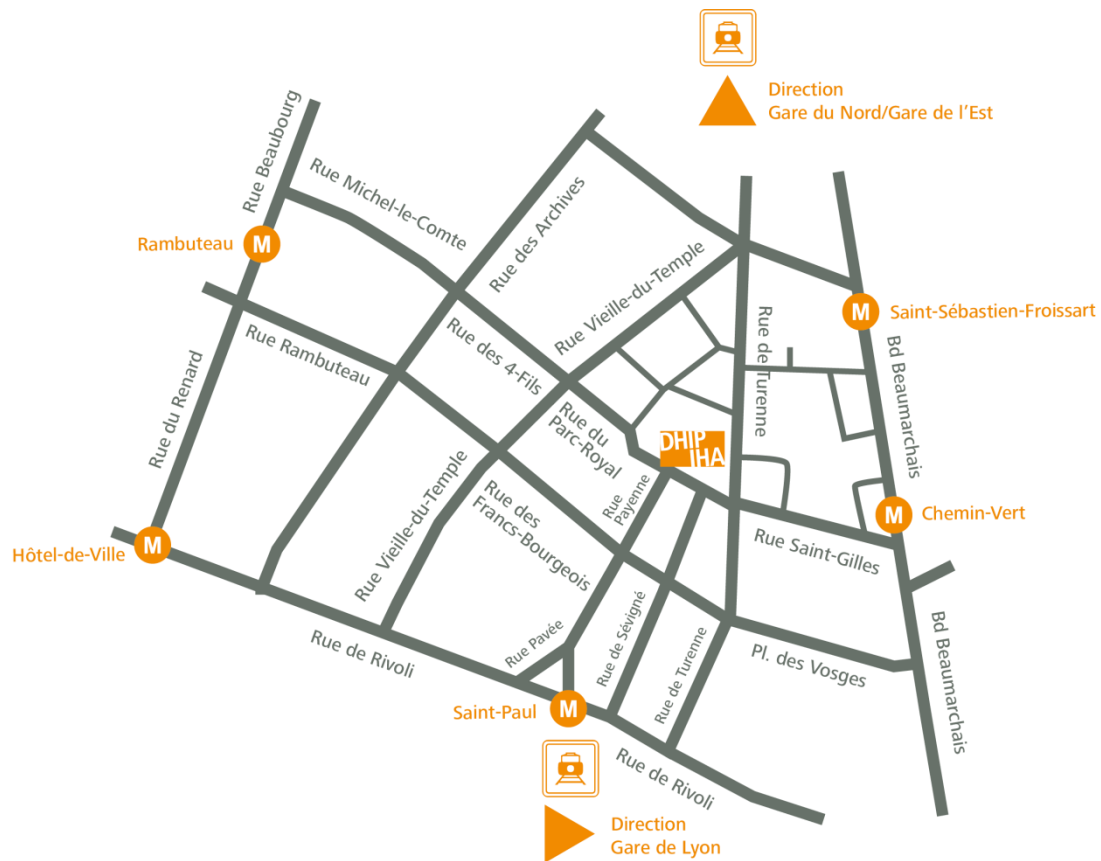 Direction
Gare du Nord/Gare de l'Est
Rue Beaubourg
Rue Michel-le-Comte
Rue des Archives
Rambuteau
M
Rue Vieille-du-Temple
M
Saint-Sébastien-Froissart
Rue Rambuteau
Rue des 4-Fils
Rue de Turenne
Bd Beaumarchais
Rue du Renard
Rue du
Parc-Royal
DHIP
IHA
Rue Vieille-du-Temple
Rue des
Francs-Bourgeois
Rue
Payenne
M
Chemin-Vert
Rue Saint-Gilles
Hôtel-de-Ville
M
Rue de Rivoli
Rue Pavée
Rue de Sévigné
Rue de Turenne
Pl. des Vosges
Bd Beaumarchais
Saint-Paul
M
Rue de Rivoli
Direction
Gare de Lyon